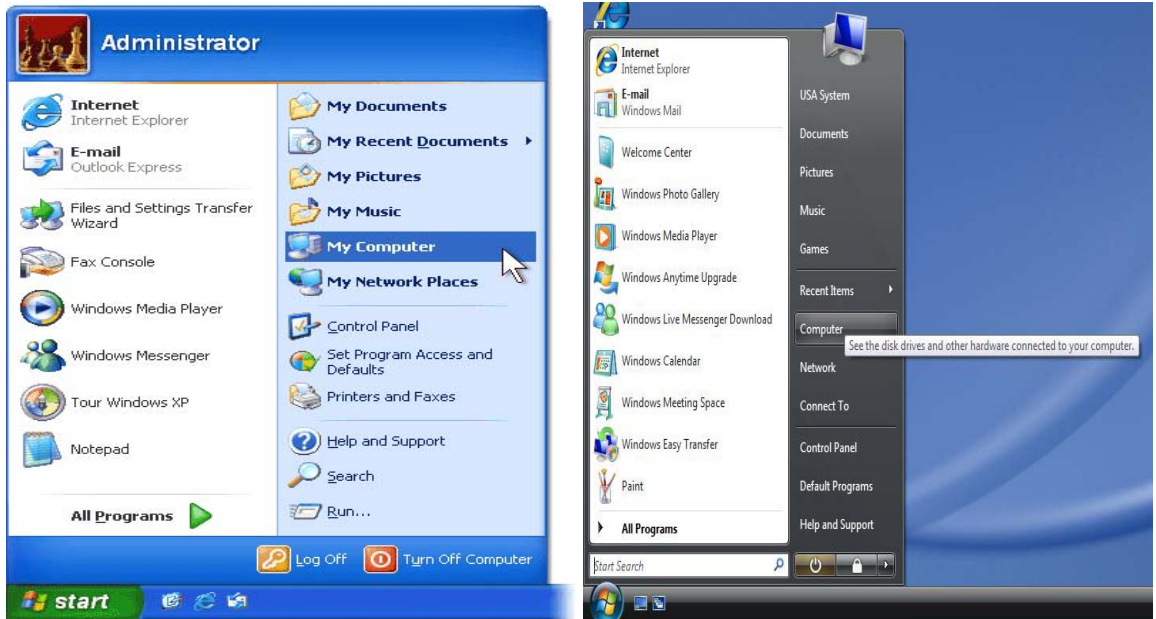 Administrator
Internet
Internet Explorer
E-mail
Outlook Express
Files and Settings Transfer
Wizard
Fax Console
Windows Media Player
Windows Messenger
Tour Windows XP
Notepad
All Programs
My Documents
My Recent Documents
My Pictures
My Music
My Computer
My Network Places
Control Panel
Set Program Access and
Defaults
Printers and Faxes
Help and Support
Search
Run...
Log Off
Turn Off Computer
start
Internet
Internet Explorer
E-mail
Windows Mail
Welcome Center
Windows Photo Gallery
Windows Media Player
Windows Anytime Upgrade
Windows Live Messenger Download
Windows Calendar
Windows Meeting Space
Windows Easy Transfer
Paint
All Programs
Start Search
USA System
Documents
Pictures
Music
Games
Recent Items
Computer
See the disk drives and other hardware connected to your computer.
Network
Connect To
Control Panel
Default Programs
Help and Support